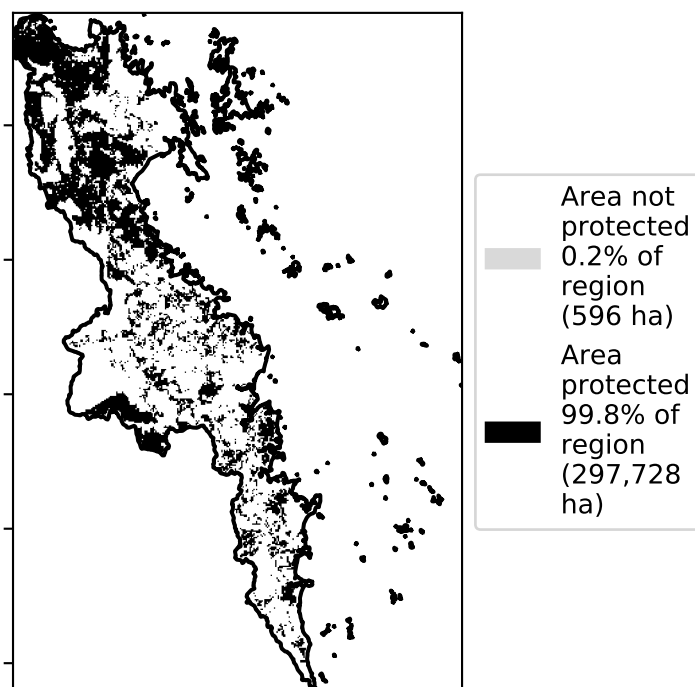 Area not
protected
0.2% of
region
(596 ha)
Area
protected
99.8% of
region
(297,728
ha)